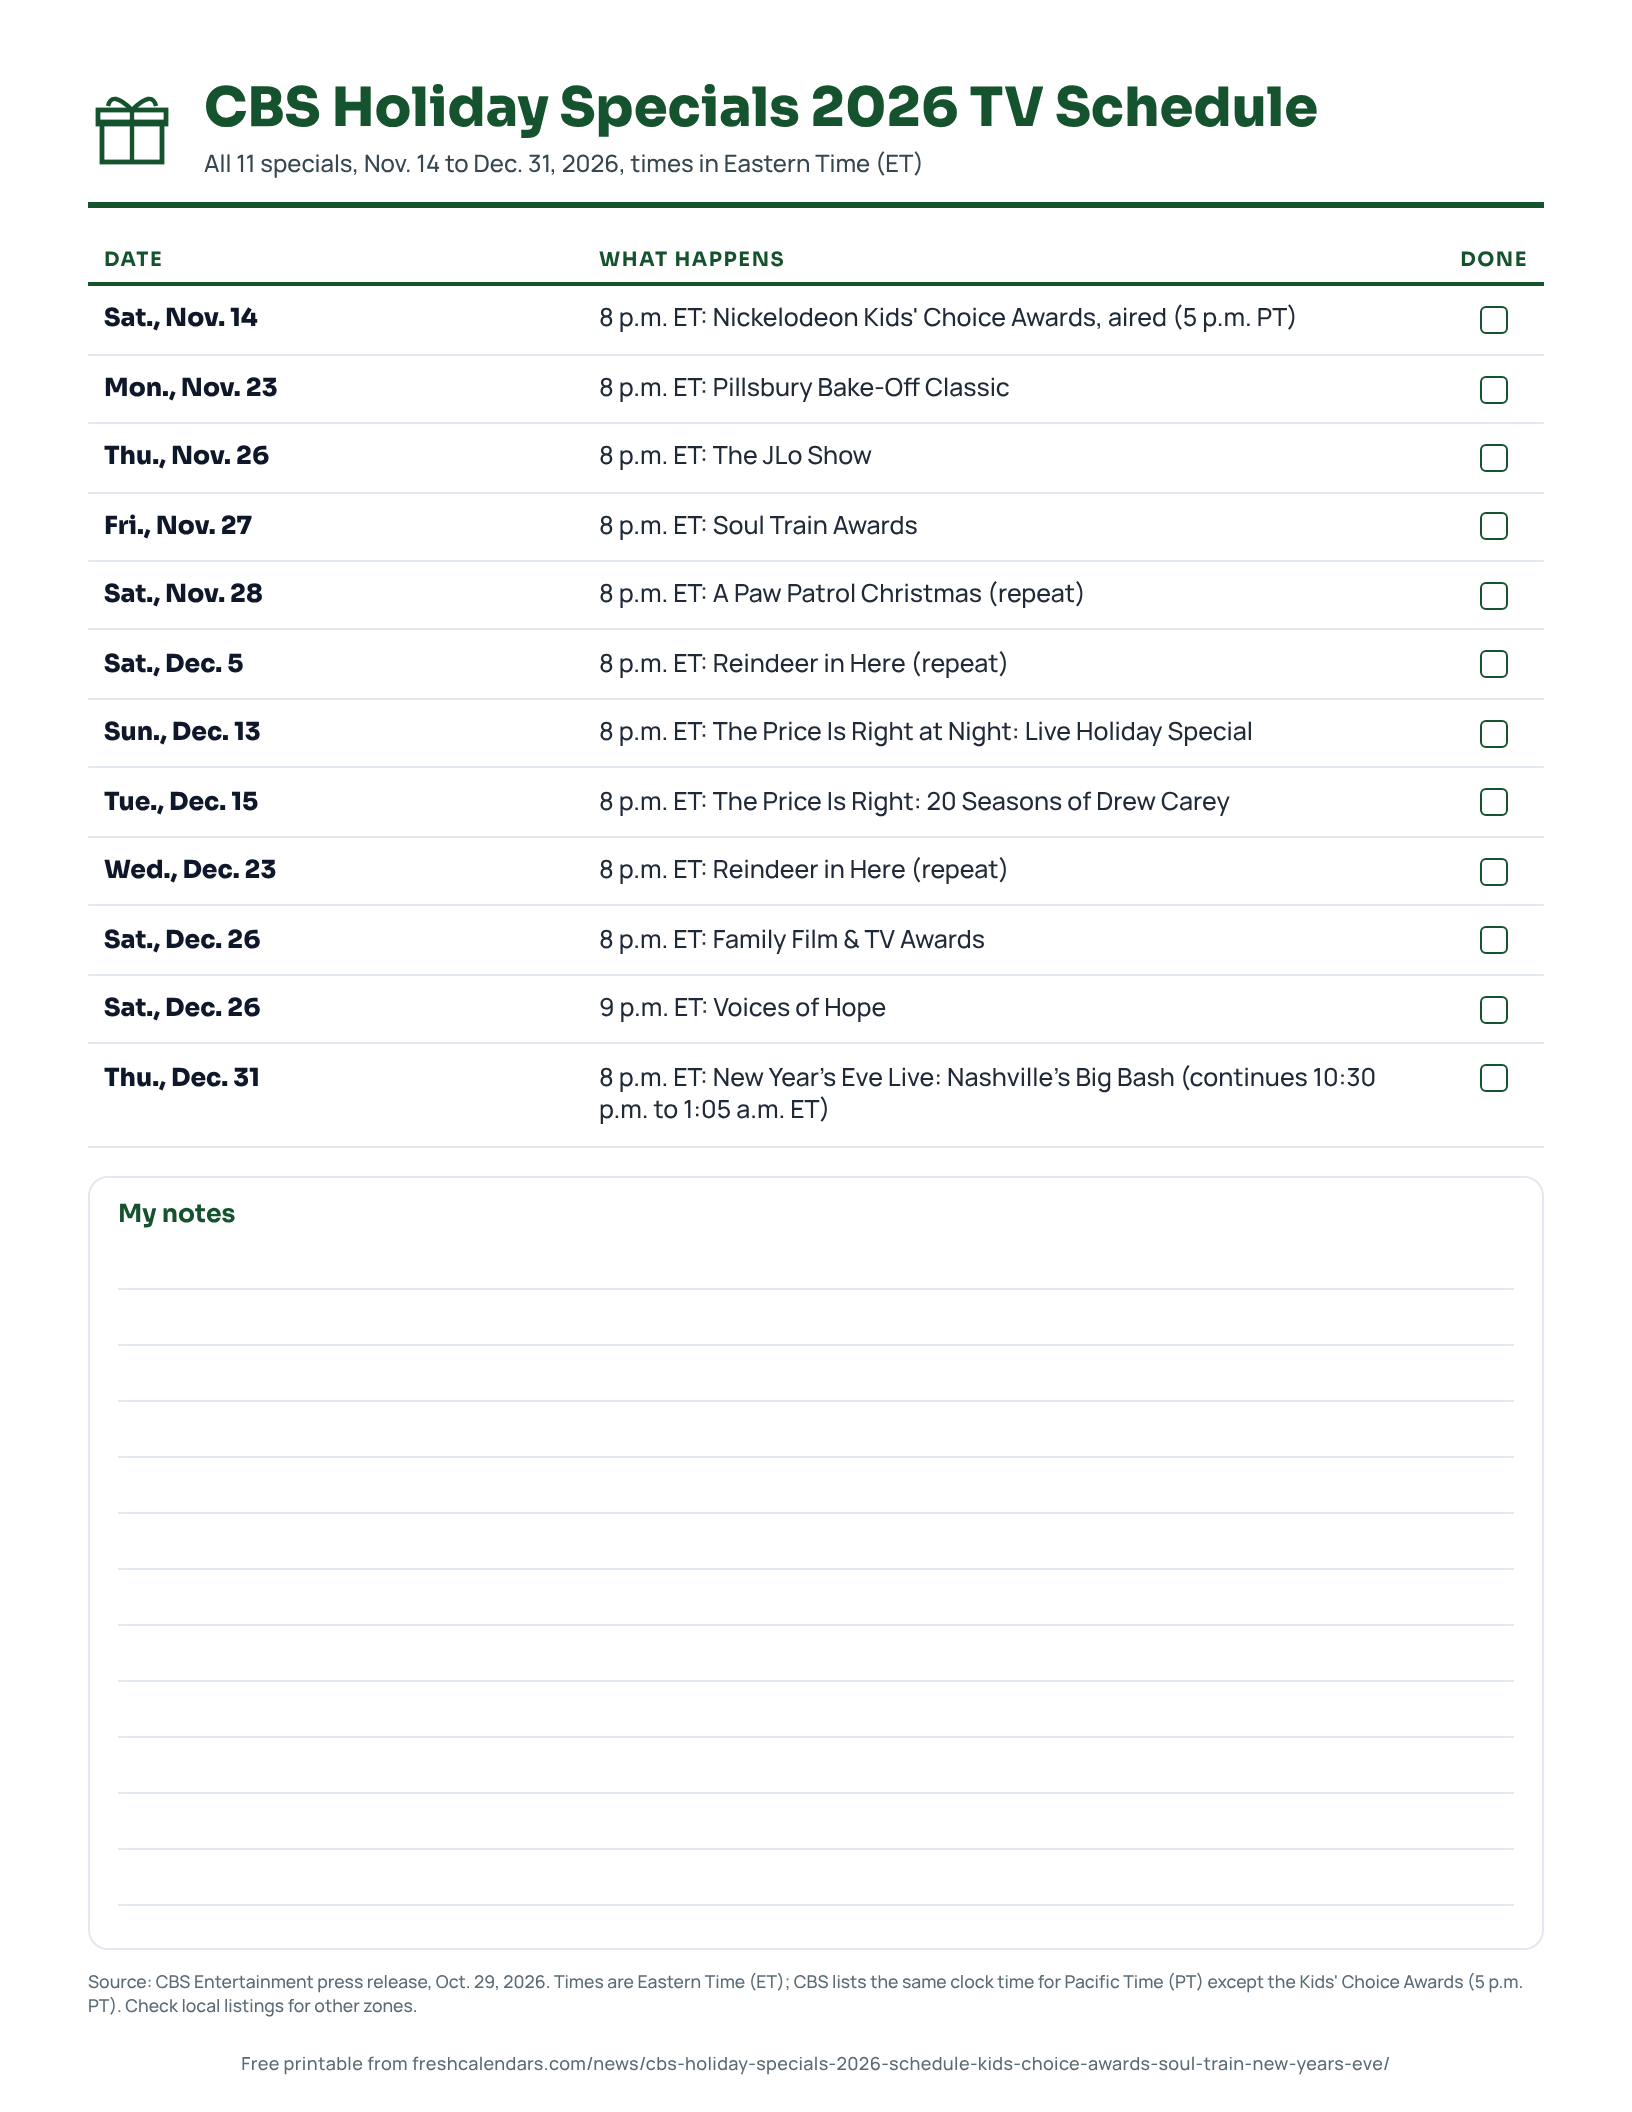 CBS Holiday Specials 2026 TV Schedule
All 11 specials, Nov. 14 to Dec. 31, 2026, times in Eastern Time (ET)
DATE WHAT HAPPENS DONE
Sat., Nov. 14 8 p.m. ET: Nickelodeon Kids' Choice Awards, aired (5 p.m. PT)
Mon., Nov. 23 8 p.m. ET: Pillsbury Bake-Off Classic
Thu., Nov. 26 8 p.m. ET: The JLo Show
Fri., Nov. 27 8 p.m. ET: Soul Train Awards
Sat., Nov. 28 8 p.m. ET: A Paw Patrol Christmas (repeat)
Sat., Dec. 5 8 p.m. ET: Reindeer in Here (repeat)
Sun., Dec. 13 8 p.m. ET: The Price Is Right at Night: Live Holiday Special
Tue., Dec. 15 8 p.m. ET: The Price Is Right: 20 Seasons of Drew Carey
Wed., Dec. 23 8 p.m. ET: Reindeer in Here (repeat)
Sat., Dec. 26 8 p.m. ET: Family Film & TV Awards
Sat., Dec. 26 9 p.m. ET: Voices of Hope
Thu., Dec. 31 8 p.m. ET: New Year’s Eve Live: Nashville’s Big Bash (continues 10:30
p.m. to 1:05 a.m. ET)
My notes
Source: CBS Entertainment press release, Oct. 29, 2026. Times are Eastern Time (ET); CBS lists the same clock time for Pacific Time (PT) except the Kids' Choice Awards (5 p.m.
PT). Check local listings for other zones.
Free printable from freshcalendars.com/news/cbs-holiday-specials-2026-schedule-kids-choice-awards-soul-train-new-years-eve/